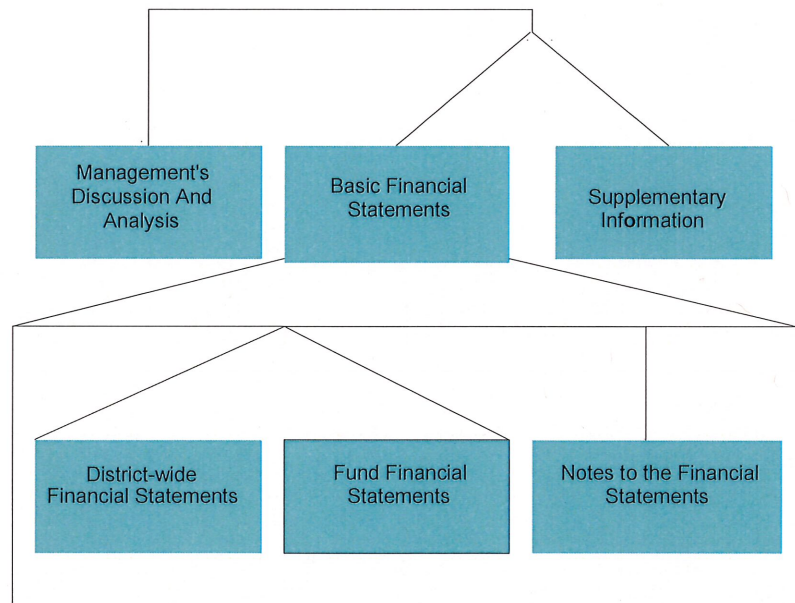 Management's
Discussion And
Analysis
Basic Financial
Statements
Supplementary
Information
District-wide
Financial Statements
Fund Financial
Statements
Notes to the Financial
Statements